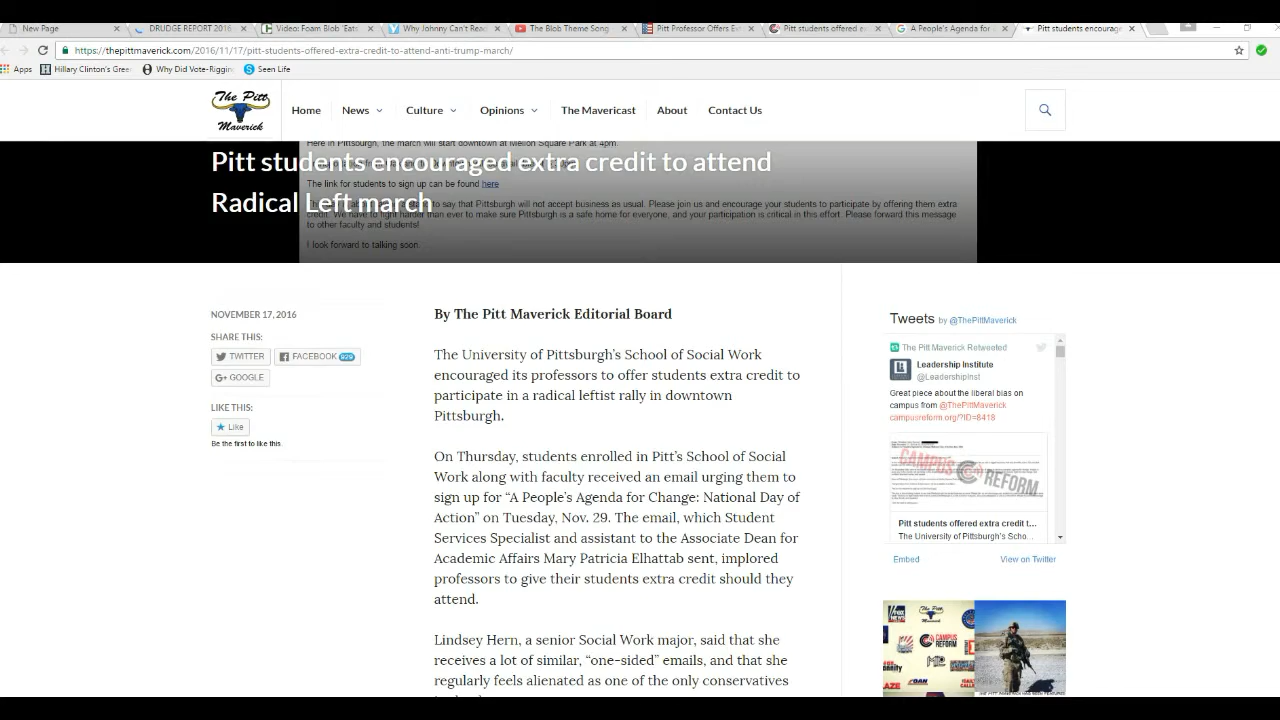 New Page
DRUDGE REPORT 2016
Video: Foam Blob 'Eats
Why Johnny Can't Read
The Blob Theme Song
Pitt Professor Offers Ex
Pitt students offered ex
A People's Agenda for
Pitt students encourag
https://thepittmaverick.com/2016/11/17/pitt-students-offered-extra-credit-to-attend-anti-trump-march/
Apps
Hillary Clinton's Gree
Why Did Vote-Riggin
Seen Life
The Pitt
Maverick
Home
News
Culture
Opinions
The Mavericast
About
Contact Us
Here in Pittsburgh, the march will start downtown at Mellon Square Park at 4pm.
Pitt students encouraged extra credit to attend
The link for students to sign up can be found here
Radical Left march
to say that Pittsburgh will not accept business as usual. Please join us and encourage your students to participate by offering them extra
credit. We have to fight harder than ever to make sure Pittsburgh is a safe home for everyone, and your participation is critical in this effort. Please forward this message
to other faculty and students!
I look forward to talking soon.
NOVEMBER 17, 2016
SHARE THIS:
TWITTER
FACEBOOK 929
GOOGLE
LIKE THIS:
Like
Be the first to like this.
By The Pitt Maverick Editorial Board
The University of Pittsburgh's School of Social Work
encouraged its professors to offer students extra credit to
participate in a radical leftist rally in downtown
Pittsburgh.
On Thursday, students enrolled in Pitt's School of Social
Work along with faculty received an email urging them to
sign up for “A People's Agenda for Change: National Day of
Action” on Tuesday, Nov. 29. The email, which Student
Services Specialist and assistant to the Associate Dean for
Academic Affairs Mary Patricia Elhattab sent, implored
professors to give their students extra credit should they
attend.
Lindsey Hern, a senior Social Work major, said that she
receives a lot of similar, “one-sided” emails, and that she
regularly feels alienated as one of the only conservatives
Tweets by @ThePittMaverick
The Pitt Maverick Retweeted
Leadership Institute
@LeadershipInst
Great piece about the liberal bias on
campus from @ThePittMaverick
campusreform.org/?ID=8418
CAMPUS REFORM
Pitt students offered extra credit t...
The University of Pittsburgh's Scho...
Embed
View on Twitter
FOX
NEWS
The Pitt
Maverick
CAMPUS
REFORM